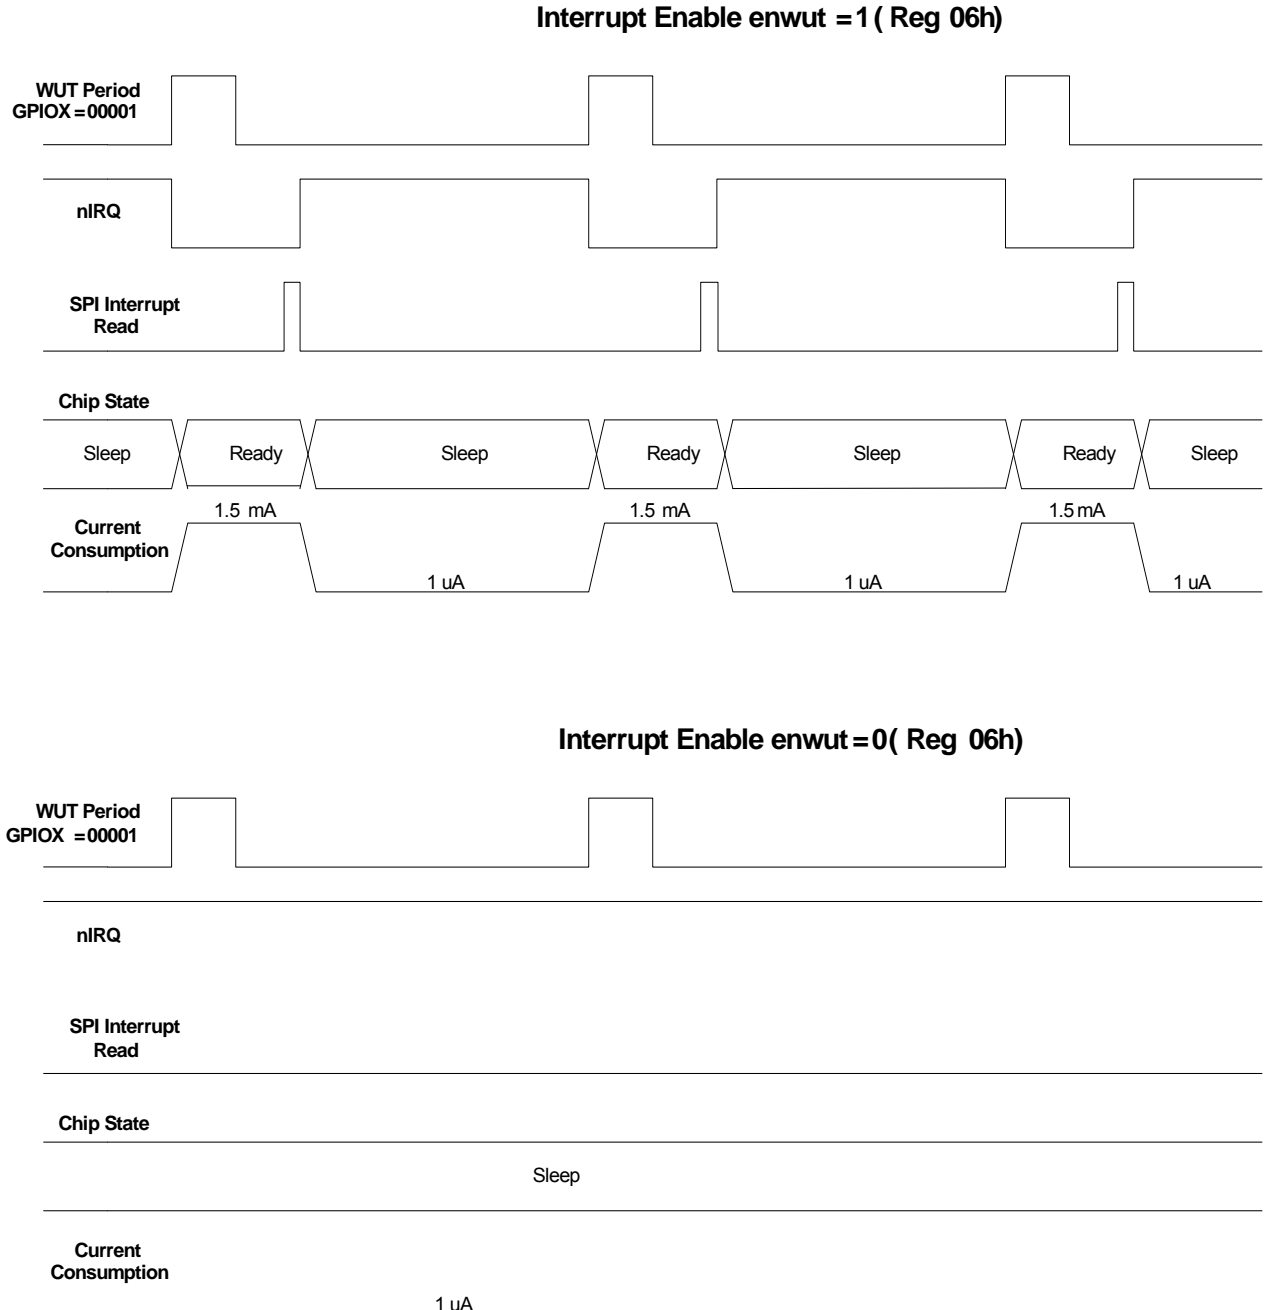 Interrupt Enable enwut =1 ( Reg 06h)
WUT Period
GPIOX =00001
nIRQ
SPI Interrupt
Read
Chip State
Sleep Ready Sleep Ready Sleep Ready Sleep
1.5 mA 1.5 mA 1.5 mA
Current
Consumption
1 uA 1 uA 1 uA
Interrupt Enable enwut =0 ( Reg 06h)
WUT Period
GPIOX =00001
nIRQ
SPI Interrupt
Read
Chip State
Sleep
Current
Consumption
1 uA